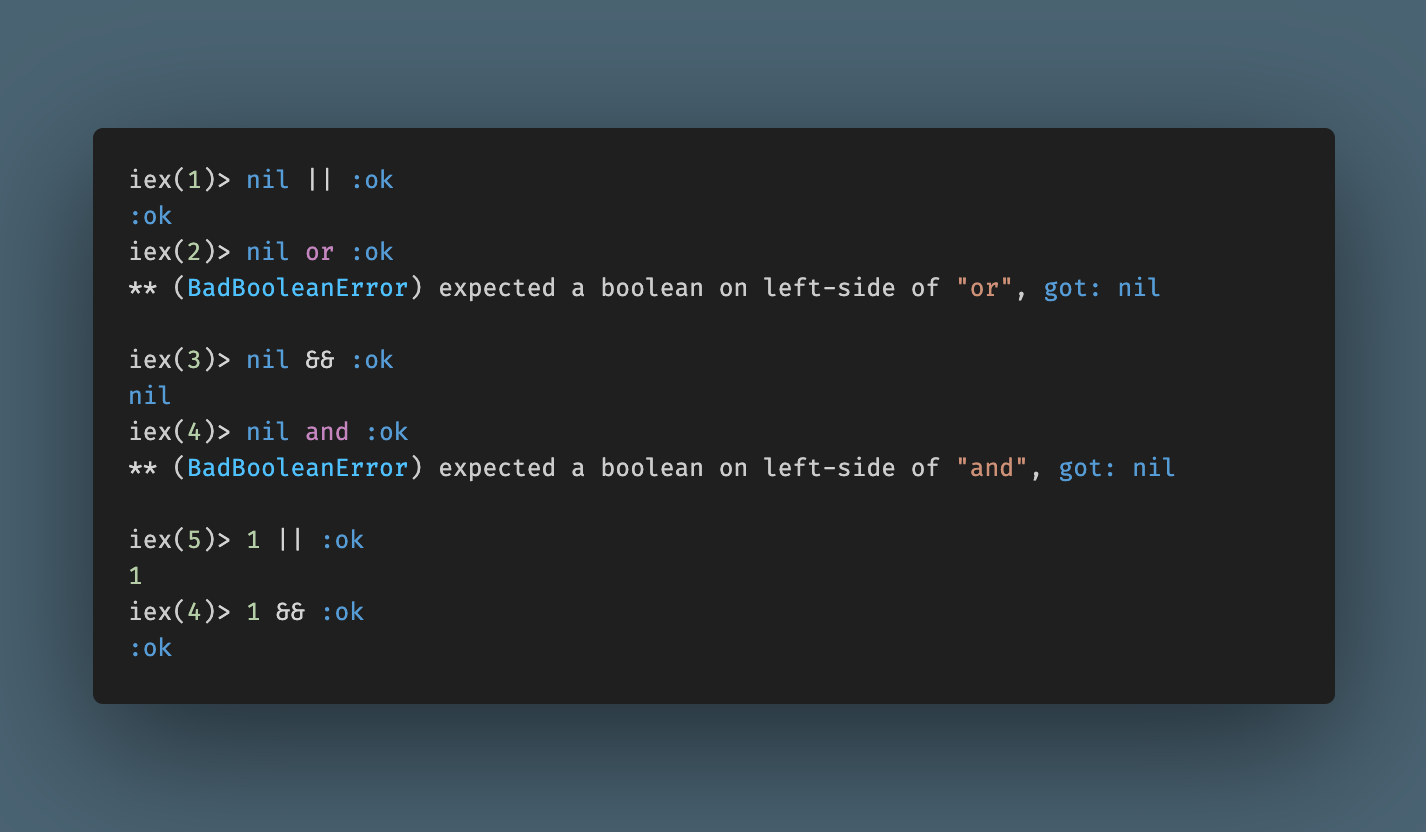 iex(1)> nil || :ok
:ok
iex(2)> nil or :ok
** (BadBooleanError) expected a boolean on left-side of "or", got: nil
iex(3)> nil && :ok
nil
iex(4)> nil and :ok
** (BadBooleanError) expected a boolean on left-side of "and", got: nil
iex(5)> 1 || :ok
1
iex(4)> 1 && :ok
:ok